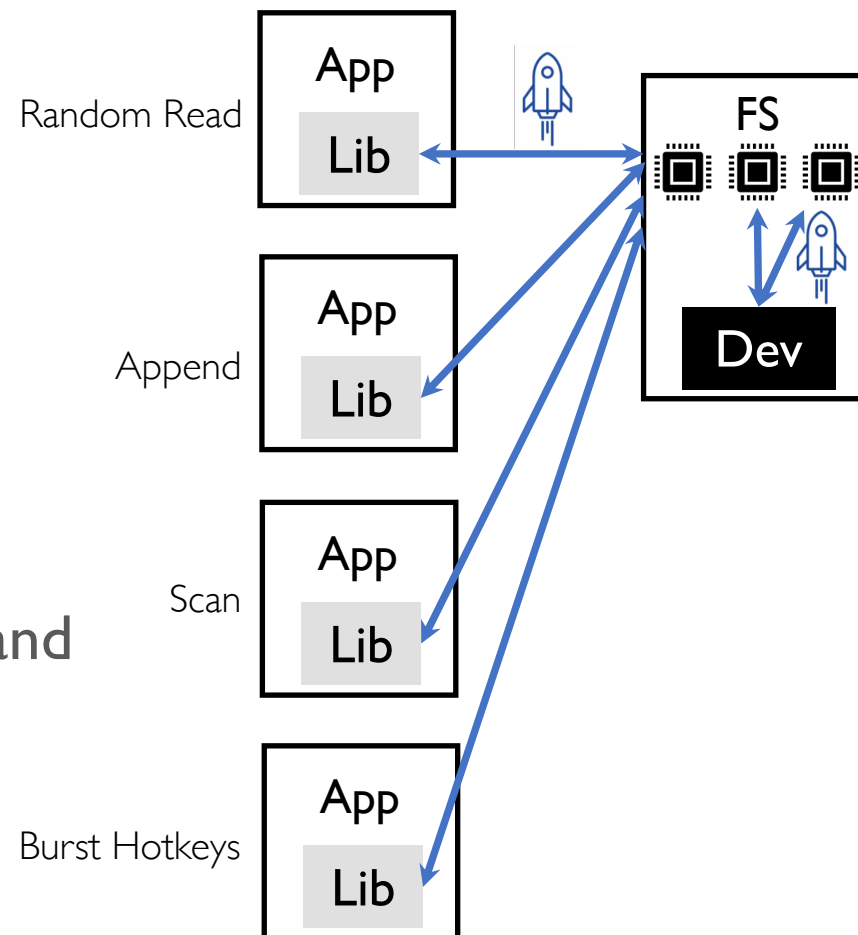 App
FS
Random Read
Lib
App
Dev
Append
Lib
App
Scan
and
Lib
App
Burst Hotkeys
Lib